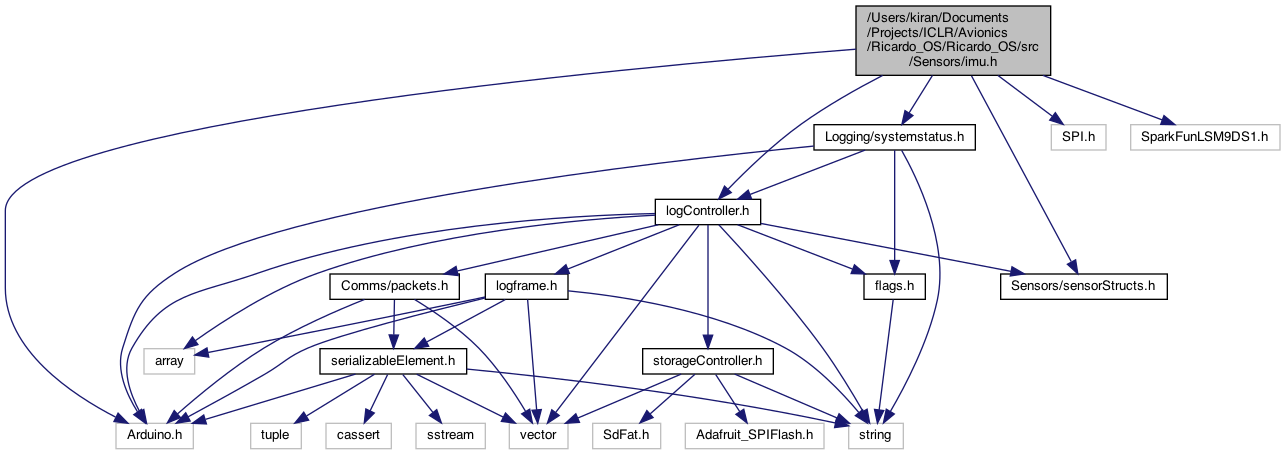 /Users/kiran/Documents
/Projects/ICLR/Avionics
/Ricardo_OS/Ricardo_OS/src
/Sensors/imu.h
Logging/systemstatus.h
SPI.h
SparkFunLSM9DS1.h
logController.h
Comms/packets.h
logframe.h
flags.h
Sensors/sensorStructs.h
array
serializableElement.h
storageController.h
Arduino.h
tuple
cassert
sstream
vector
SdFat.h
Adafruit_SPIFlash.h
string